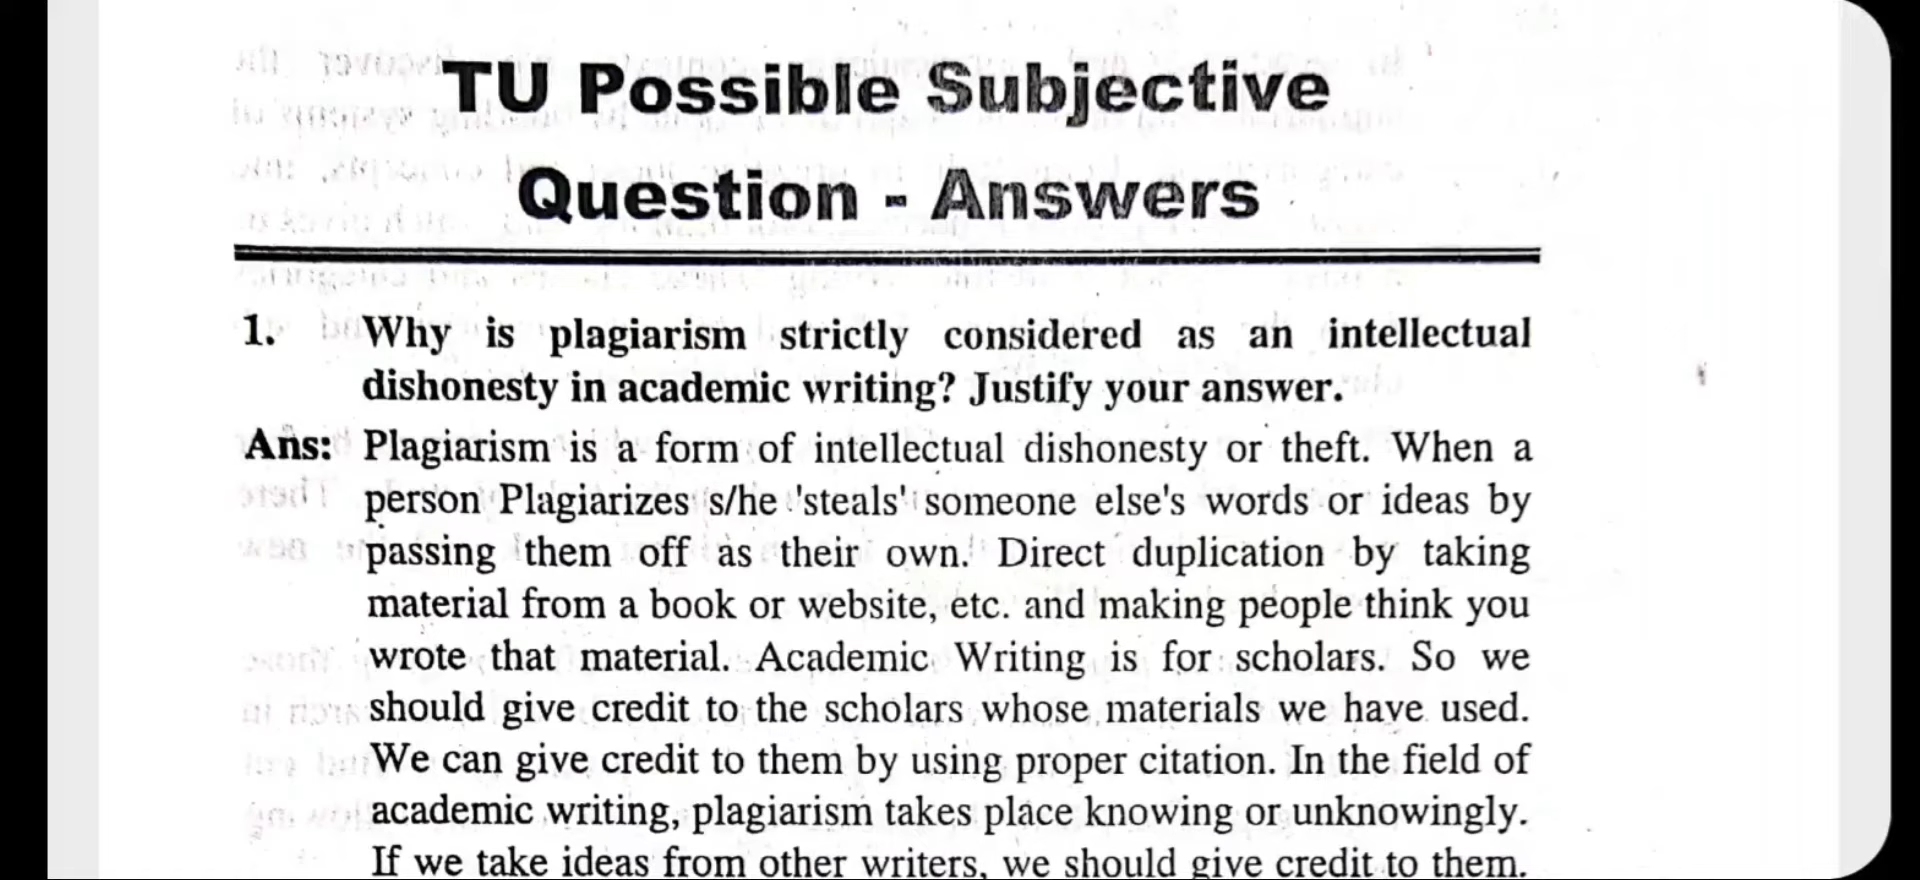 TU Possible Subjective
Question - Answers
1. Why is plagiarism strictly considered as an intellectual
dishonesty in academic writing? Justify your answer.
Ans: Plagiarism is a form of intellectual dishonesty or theft. When a
person Plagiarizes s/he 'steals' someone else's words or ideas by
passing them off as their own. Direct duplication by taking
material from a book or website, etc. and making people think you
wrote that material. Academic Writing is for scholars. So we
should give credit to the scholars whose materials we have used.
We can give credit to them by using proper citation. In the field of
academic writing, plagiarism takes place knowing or unknowingly.
If we take ideas from other writers, we should give credit to them.